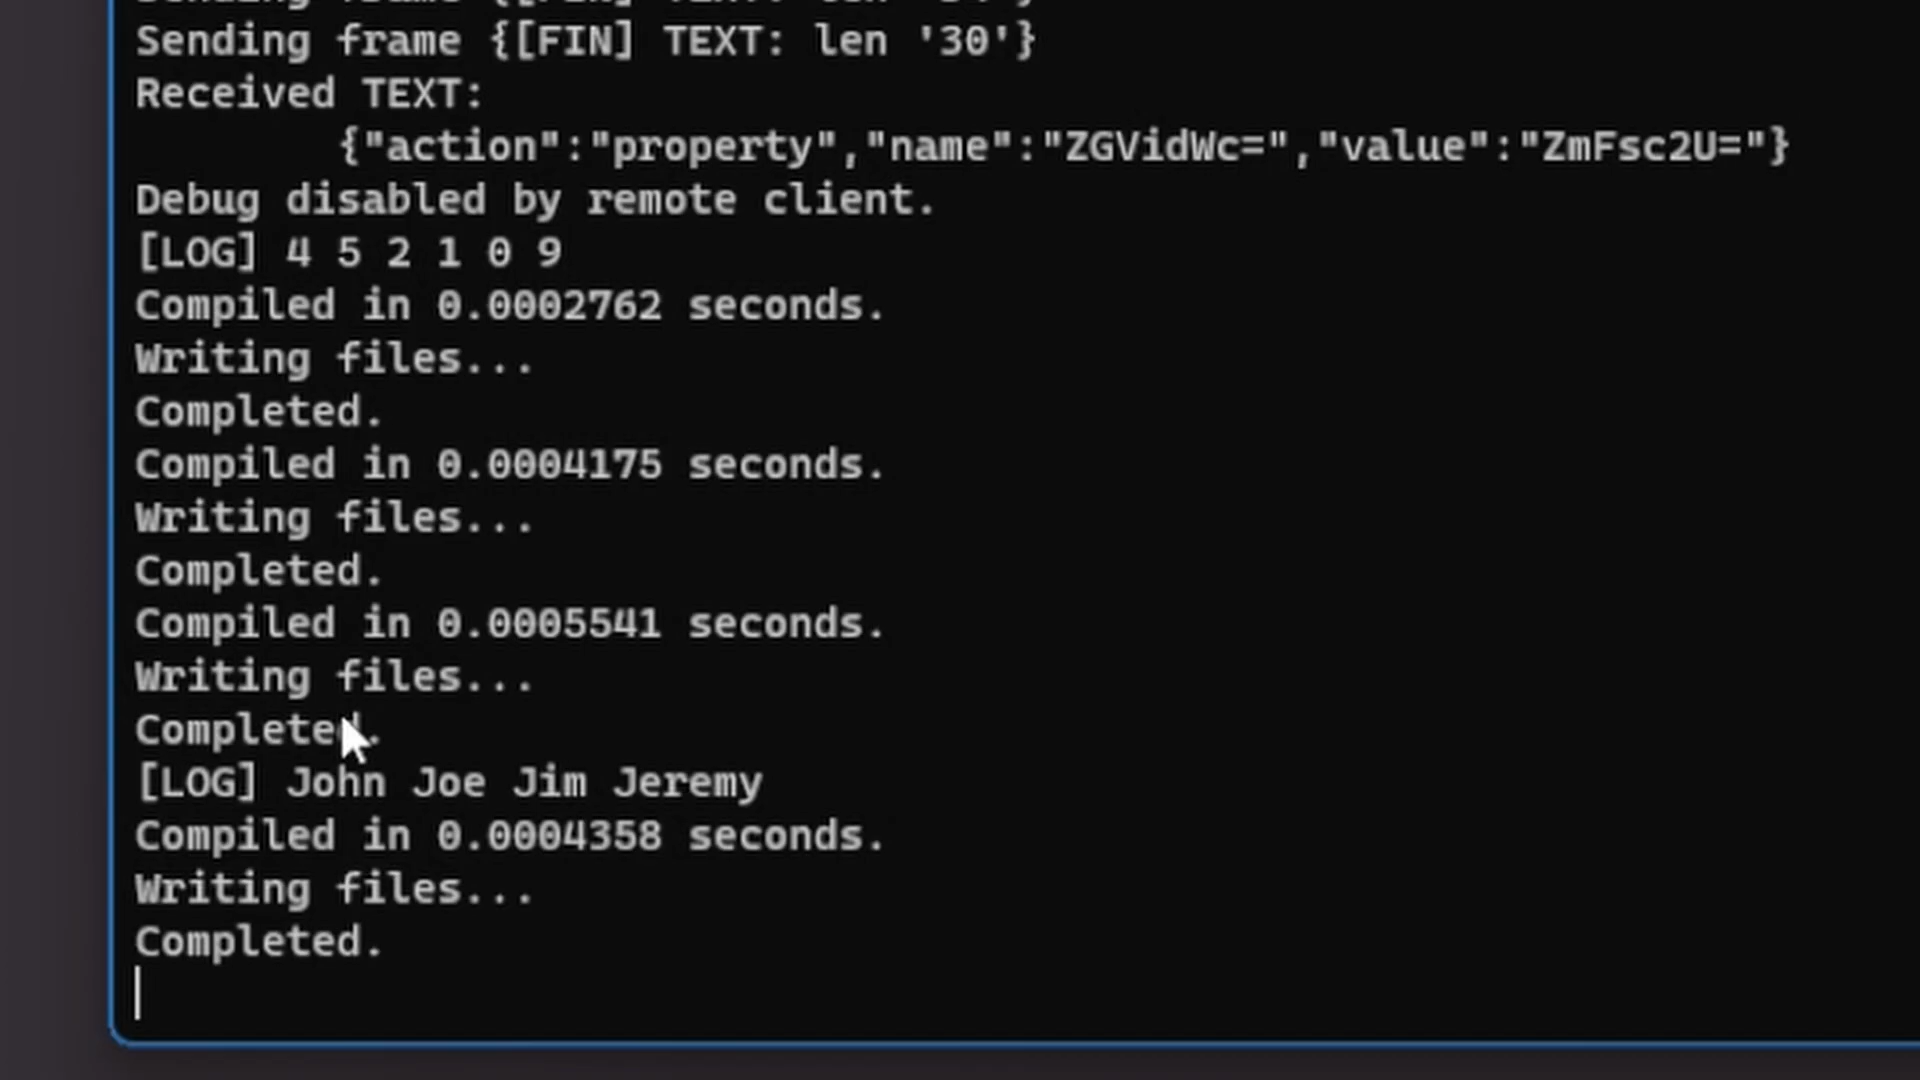 Sending frame {[FIN] TEXT: len '30'}
Received TEXT:
{"action":"property","name":"ZGVidWc=","value":"ZmFsc2U="}
Debug disabled by remote client.
[LOG] 4 5 2 1 0 9
Compiled in 0.0002762 seconds.
Writing files...
Completed.
Compiled in 0.0004175 seconds.
Writing files...
Completed.
Compiled in 0.0005541 seconds.
Writing files...
Completed.
[LOG] John Joe Jim Jeremy
Compiled in 0.0004358 seconds.
Writing files...
Completed.